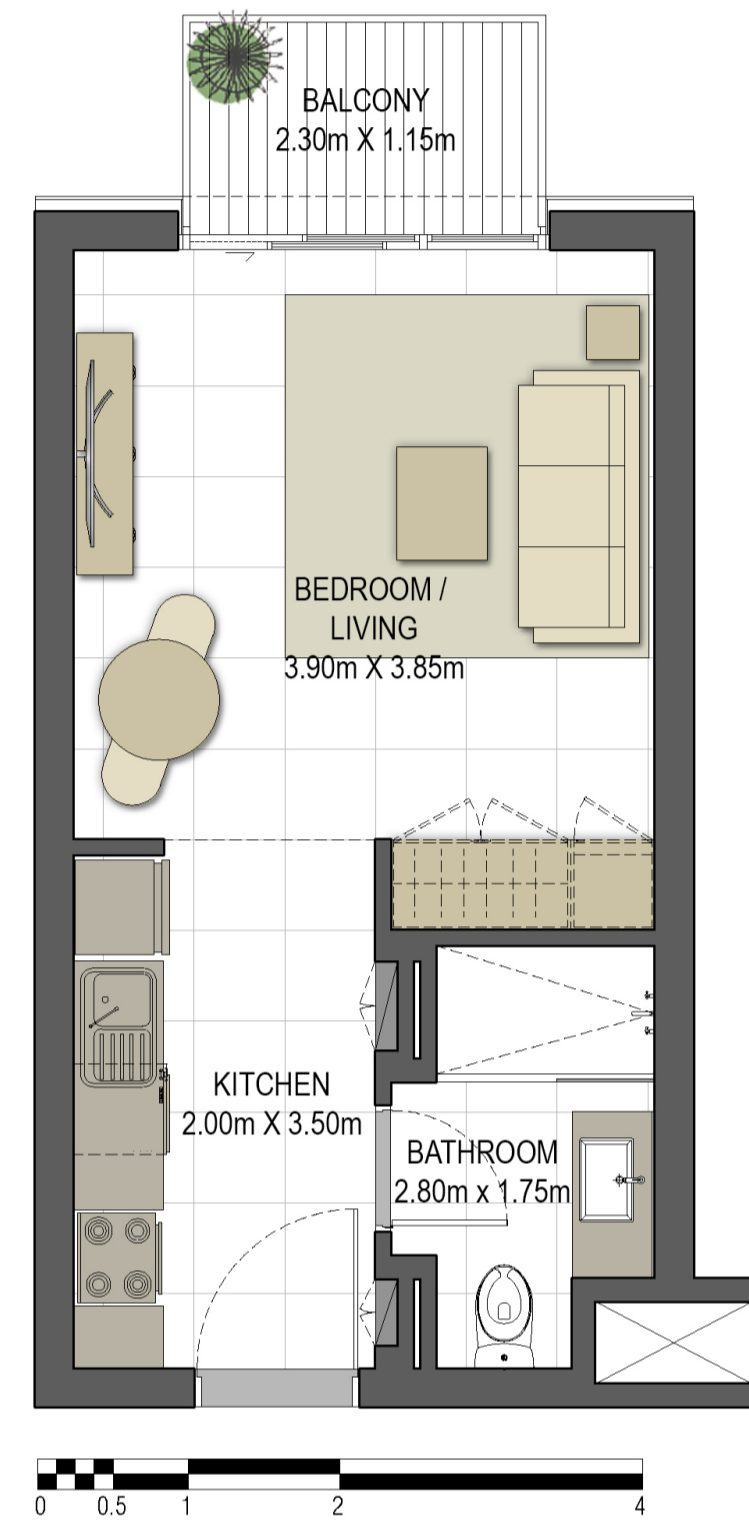 BALCONY
2.30m X 1.15m
BEDROOM /
LIVING
3.90m X 3.85m
KITCHEN
2.00m X 3.50m
BATHROOM
2.80m x 1.75m
0 0.5 1 2 4